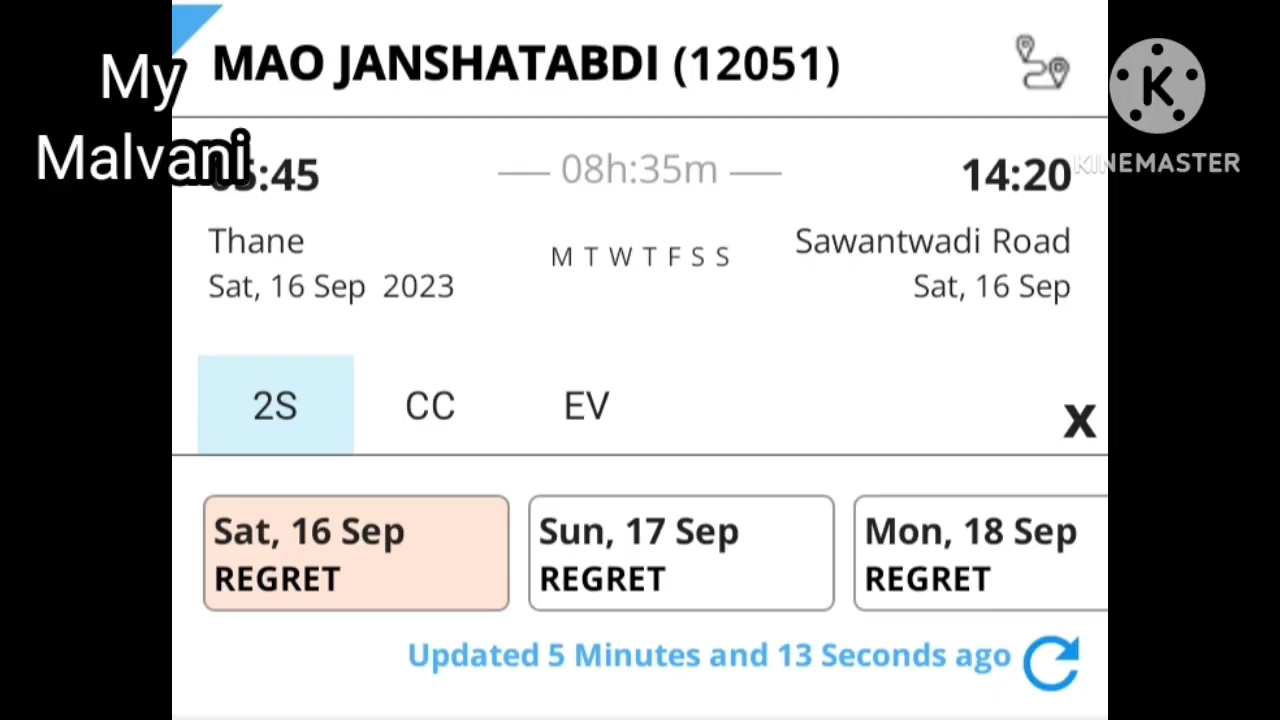 My
Malvani
MAO JANSHATABDI (12051)
K
KINEMASTER
:45
08h:35m
14:20
Thane
M T W T F S S
Sawantwadi Road
Sat, 16 Sep 2023
Sat, 16 Sep
2S
CC
EV
X
Sat, 16 Sep
REGRET
Sun, 17 Sep
REGRET
Mon, 18 Sep
REGRET
Updated 5 Minutes and 13 Seconds ago